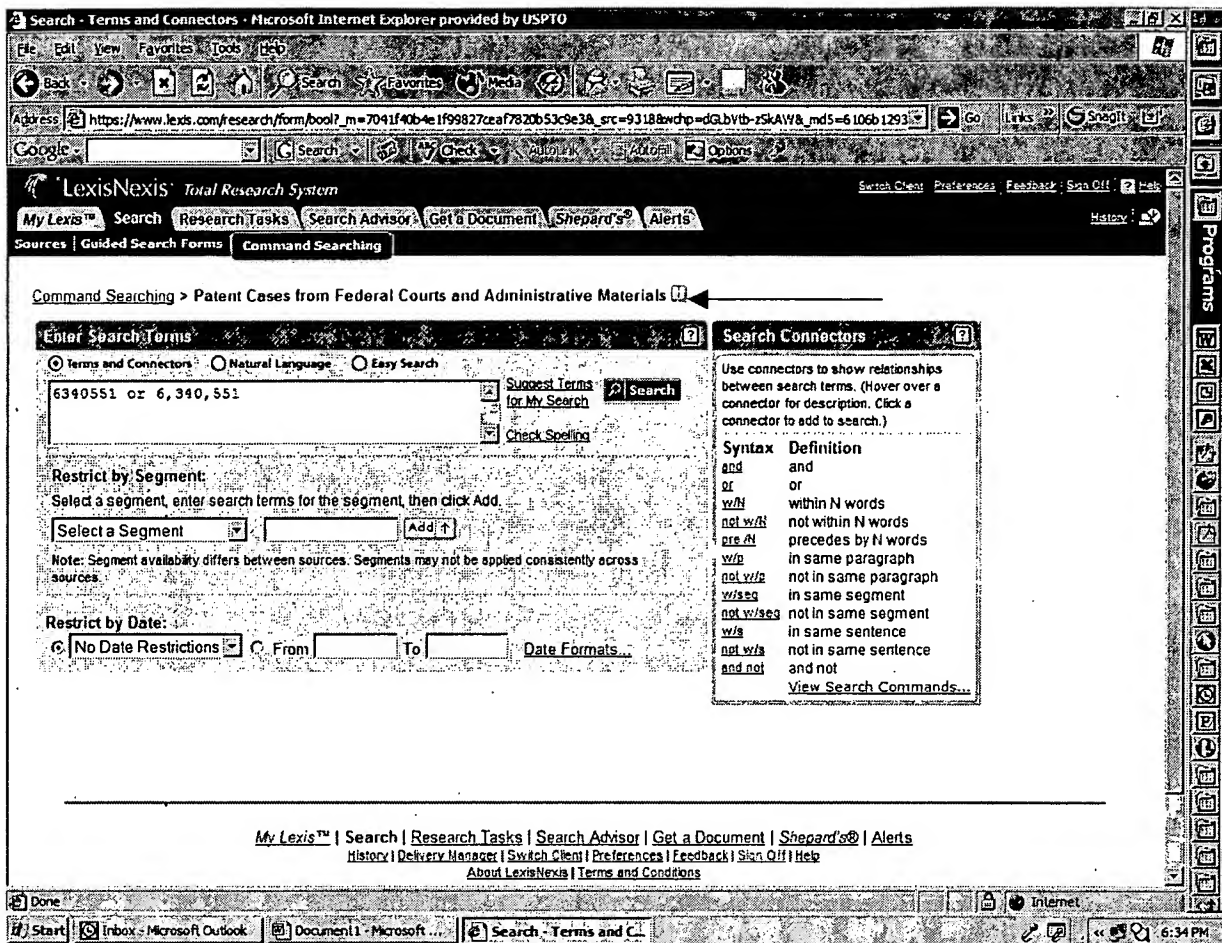 Search - Terms and Connectors - Microsoft Internet Explorer provided by USPTO
File Edit View Favorites Tools Help
Back Search Favorites Media
Address https://www.lexis.com/research/form/bool?_m=7041f40b4e1f99827ceaf7820b53c9e3&_src=9318&wchp=dGLbVtb-zSkAW&_md5=6106b1293 Go Links SnagIt
Google Search ABC Check AutoLink AutoFill Options
LexisNexis Total Research System Switch Client Preferences Feedback Sign Off ? Help
My Lexis™ Search Research Tasks Search Advisor Get a Document Shepard's® Alerts History
Sources | Guided Search Forms | Command Searching
Programs
Command Searching > Patent Cases from Federal Courts and Administrative Materials i
Enter Search Terms ?
Terms and Connectors Natural Language Easy Search
6340551 or 6,340,551
Suggest Terms for My Search
Search
Check Spelling
Restrict by Segment:
Select a segment, enter search terms for the segment, then click Add.
Select a Segment Add
Note: Segment availability differs between sources. Segments may not be applied consistently across
sources.
Restrict by Date:
No Date Restrictions From To Date Formats...
Search Connectors ?
Use connectors to show relationships
between search terms. (Hover over a
connector for description. Click a
connector to add to search.)
Syntax Definition
and and
or or
w/N within N words
not w/N not within N words
pre /N precedes by N words
w/p in same paragraph
not w/p not in same paragraph
w/seg in same segment
not w/seg not in same segment
w/s in same sentence
not w/s not in same sentence
and not and not
View Search Commands...
My Lexis™ | Search | Research Tasks | Search Advisor | Get a Document | Shepard's® | Alerts
History | Delivery Manager | Switch Client | Preferences | Feedback | Sign Off | Help
About LexisNexis | Terms and Conditions
Done Internet
Start Inbox - Microsoft Outlook Document1 - Microsoft ... Search - Terms and C... 6:34 PM